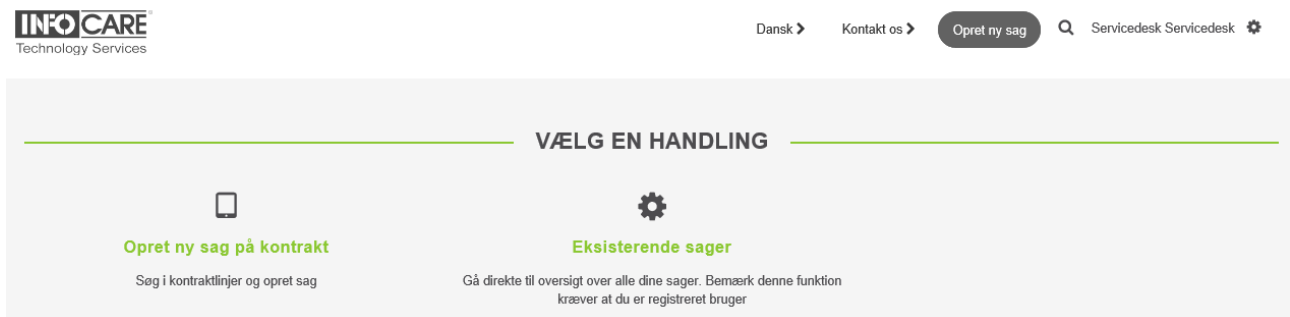 INFOCARE®
Technology Services
Dansk
Kontakt os
Opret ny sag
Servicedesk Servicedesk
VÆLG EN HANDLING
Opret ny sag på kontrakt
Søg i kontraktlinjer og opret sag
Eksisterende sager
Gå direkte til oversigt over alle dine sager. Bemærk denne funktion
kræver at du er registreret bruger